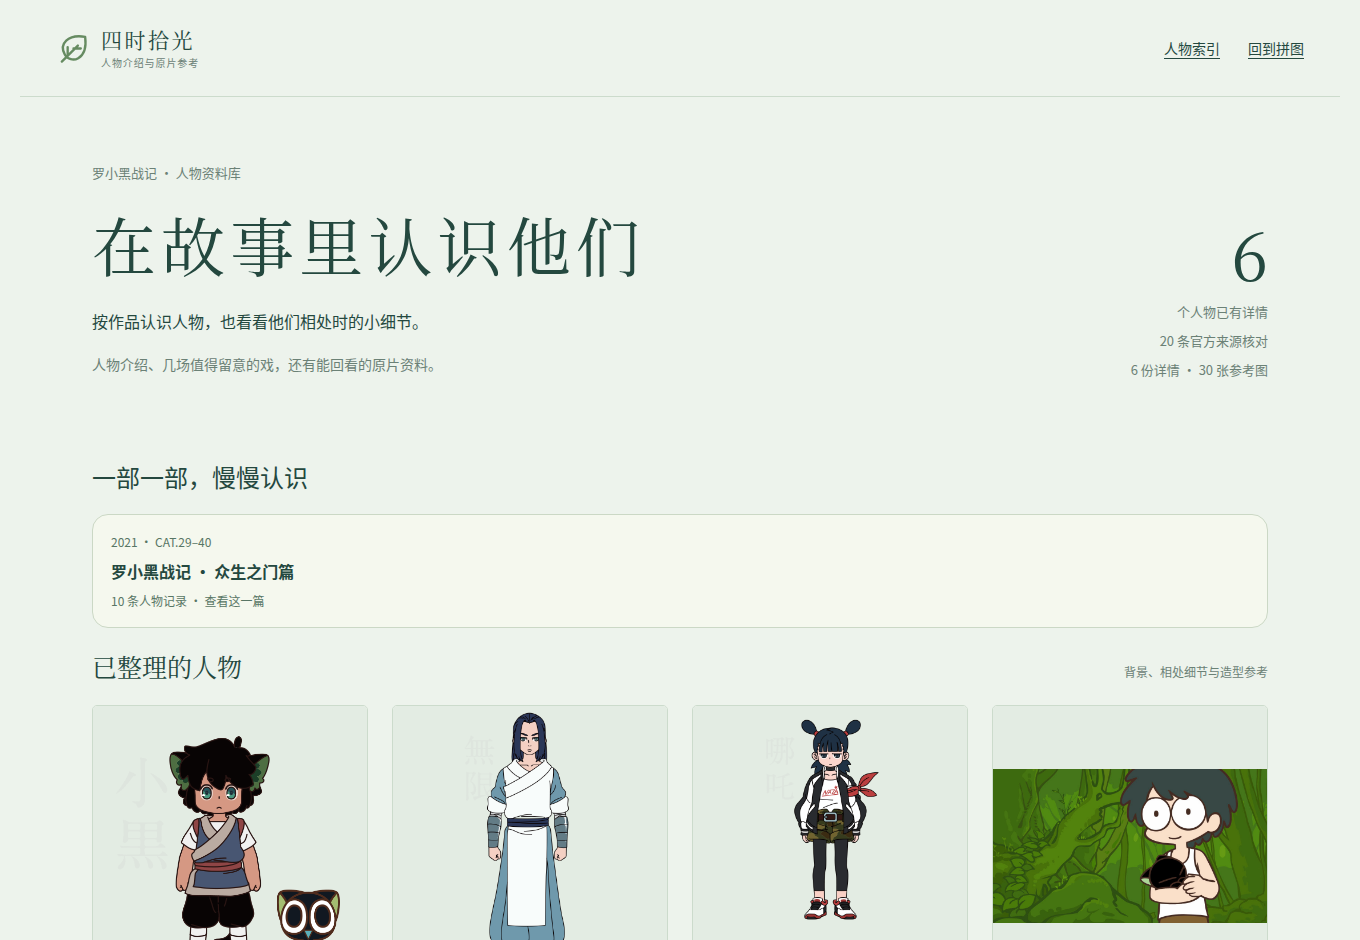 四时拾光
人物介绍与原片参考
人物索引
回到拼图
罗小黑战记 · 人物资料库
在故事里认识他们
按作品认识人物，也看看他们相处时的小细节。
人物介绍、几场值得留意的戏，还有能回看的原片资料。
6
个人物已有详情
20 条官方来源核对
6 份详情 · 30 张参考图
一部一部，慢慢认识
2021 · CAT.29–40
罗小黑战记 · 众生之门篇
10 条人物记录 · 查看这一篇
已整理的人物
背景、相处细节与造型参考
小黑
無限
哪吒